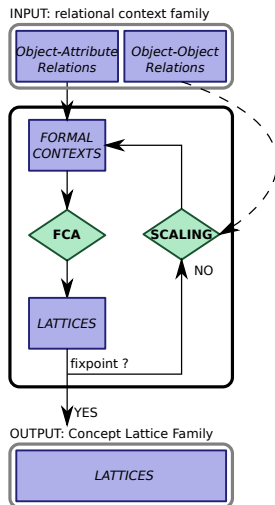 INPUT: relational context family
Object-Attribute
Relations
Object-Object
Relations
FORMAL
CONTEXTS
FCA
SCALING
NO
LATTICES
fixpoint ?
YES
OUTPUT: Concept Lattice Family
LATTICES